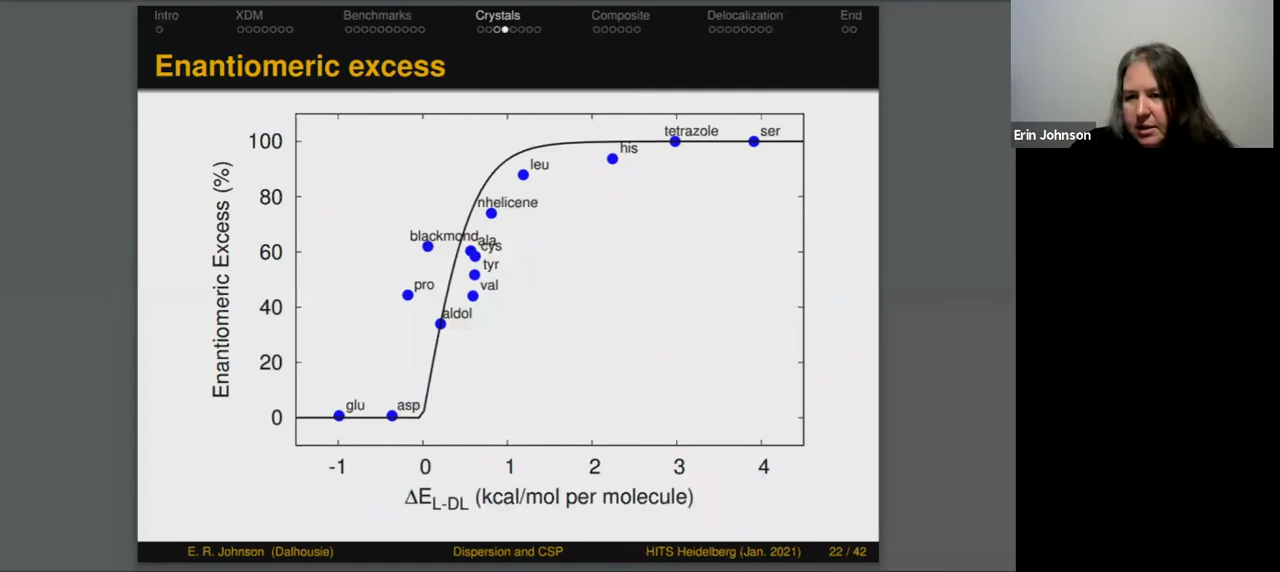 Intro XDM Benchmarks Crystals Composite Delocalization End
Enantiomeric excess
Erin Johnson
Enantiomeric Excess (%)
100
80
60
40
20
0
tetrazole
ser
his
leu
nhelicene
blackmond
ala
cys
tyr
pro
val
aldol
glu
asp
-1 0 1 2 3 4
ΔE_L-DL (kcal/mol per molecule)
E. R. Johnson (Dalhousie) Dispersion and CSP HITS Heidelberg (Jan. 2021) 22 / 42